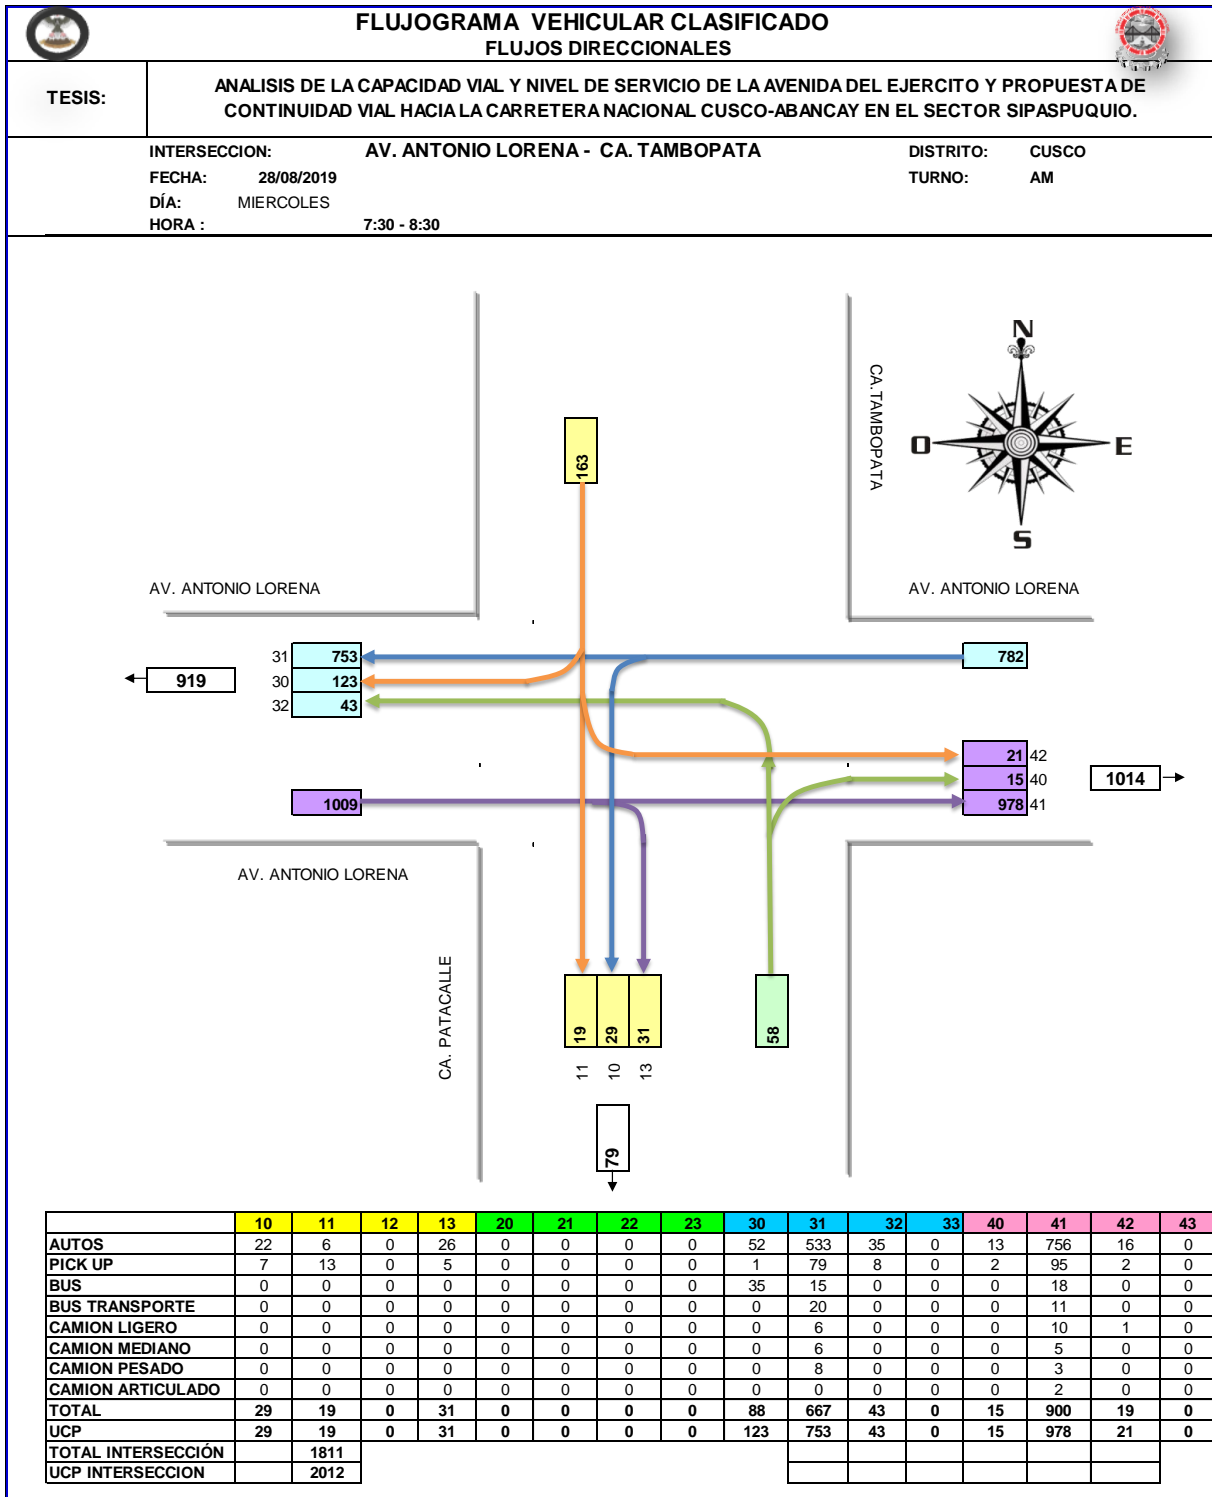 FLUJOGRAMA VEHICULAR CLASIFICADO
FLUJOS DIRECCIONALES
TESIS:
ANALISIS DE LA CAPACIDAD VIAL Y NIVEL DE SERVICIO DE LA AVENIDA DEL EJERCITO Y PROPUESTA DE
CONTINUIDAD VIAL HACIA LA CARRETERA NACIONAL CUSCO-ABANCAY EN EL SECTOR SIPASPUQUIO.
INTERSECCION: AV. ANTONIO LORENA - CA. TAMBOPATA DISTRITO: CUSCO
FECHA: 28/08/2019 TURNO: AM
DÍA: MIERCOLES
HORA : 7:30 - 8:30
N
CA.TAMBOPATA
O E
S
163
AV. ANTONIO LORENA AV. ANTONIO LORENA
31 753 782
919 30 123
32 43
21 42
15 40 1014
1009 978 41
AV. ANTONIO LORENA
CA. PATACALLE
19 29 31 58
11 10 13
79
10 11 12 13 20 21 22 23 30 31 32 33 40 41 42 43
AUTOS 22 6 0 26 0 0 0 0 52 533 35 0 13 756 16 0
PICK UP 7 13 0 5 0 0 0 0 1 79 8 0 2 95 2 0
BUS 0 0 0 0 0 0 0 0 35 15 0 0 0 18 0 0
BUS TRANSPORTE 0 0 0 0 0 0 0 0 0 20 0 0 0 11 0 0
CAMION LIGERO 0 0 0 0 0 0 0 0 0 6 0 0 0 10 1 0
CAMION MEDIANO 0 0 0 0 0 0 0 0 0 6 0 0 0 5 0 0
CAMION PESADO 0 0 0 0 0 0 0 0 0 8 0 0 0 3 0 0
CAMION ARTICULADO 0 0 0 0 0 0 0 0 0 0 0 0 0 2 0 0
TOTAL 29 19 0 31 0 0 0 0 88 667 43 0 15 900 19 0
UCP 29 19 0 31 0 0 0 0 123 753 43 0 15 978 21 0
TOTAL INTERSECCIÓN 1811
UCP INTERSECCION 2012